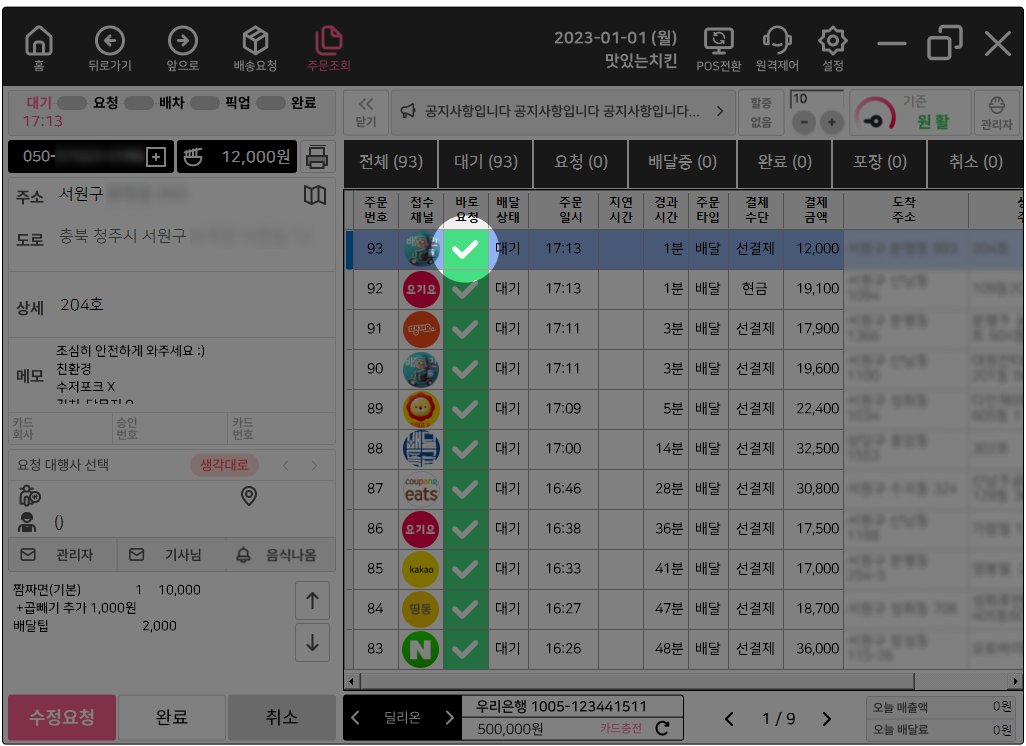 홈 뒤로가기 앞으로 배송요청 주문조회
2023-01-01 (월)
맛있는치킨
POS전환 원격제어 설정
대기 요청 배차 픽업 완료
17:13
닫기
공지사항입니다 공지사항입니다 공지사항입니다...
할증
없음
10
기준
원활
관리자
050-
12,000원
주소 서원구
도로 충북 청주시 서원구
상세 204호
메모
조심히 안전하게 와주세요 :)
친환경
수저포크 X
카드
회사
승인
번호
카드
번호
요청 대행사 선택 생각대로
()
관리자 기사님 음식나옴
짬짜면(기본) 1 10,000
+곱빼기 추가 1,000원
배달팁 2,000
수정요청 완료 취소
전체 (93) 대기 (93) 요청 (0) 배달중 (0) 완료 (0) 포장 (0) 취소 (0)
주문 접수 바로 배달 주문 지연 경과 주문 결제 결제 도착
번호 채널 요청 상태 일시 시간 시간 타입 수단 금액 주소
93 대기 17:13 1분 배달 선결제 12,000
92 요기요 대기 17:13 1분 배달 현금 19,100
91 대기 17:11 3분 배달 선결제 17,900
90 대기 17:11 3분 배달 선결제 19,600
89 대기 17:09 5분 배달 선결제 22,400
88 대기 17:00 14분 배달 선결제 32,500
87 coupang eats 대기 16:46 28분 배달 선결제 30,800
86 요기요 대기 16:38 36분 배달 선결제 17,500
85 kakao 대기 16:33 41분 배달 선결제 17,000
84 땡동 대기 16:27 47분 배달 선결제 18,700
83 N 대기 16:26 48분 배달 선결제 36,000
딜리온
우리은행 1005-123441511
500,000원 카드충전
1 / 9
오늘 매출액 0원
오늘 배달료 0원